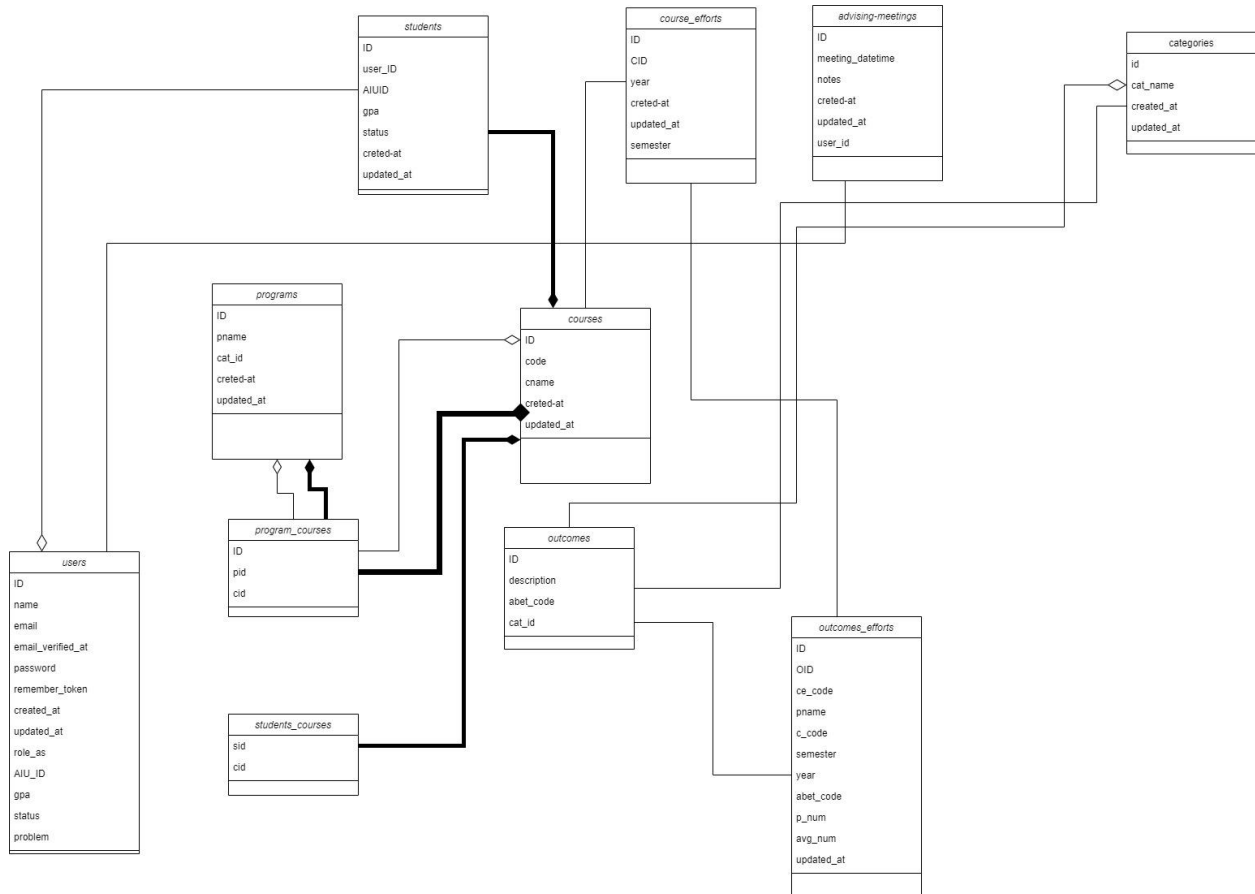 students
ID
user_ID
AIUID
gpa
status
creted-at
updated_at
course_efforts
ID
CID
year
creted-at
updated_at
semester
advising-meetings
ID
meeting_datetime
notes
creted-at
updated_at
user_id
categories
id
cat_name
created_at
updated_at
programs
ID
pname
cat_id
creted-at
updated_at
courses
ID
code
cname
creted-at
updated_at
program_courses
ID
pid
cid
outcomes
ID
description
abet_code
cat_id
users
ID
name
email
email_verified_at
password
remember_token
created_at
updated_at
role_as
AIU_ID
gpa
status
problem
students_courses
sid
cid
outcomes_efforts
ID
OID
ce_code
pname
c_code
semester
year
abet_code
p_num
avg_num
updated_at